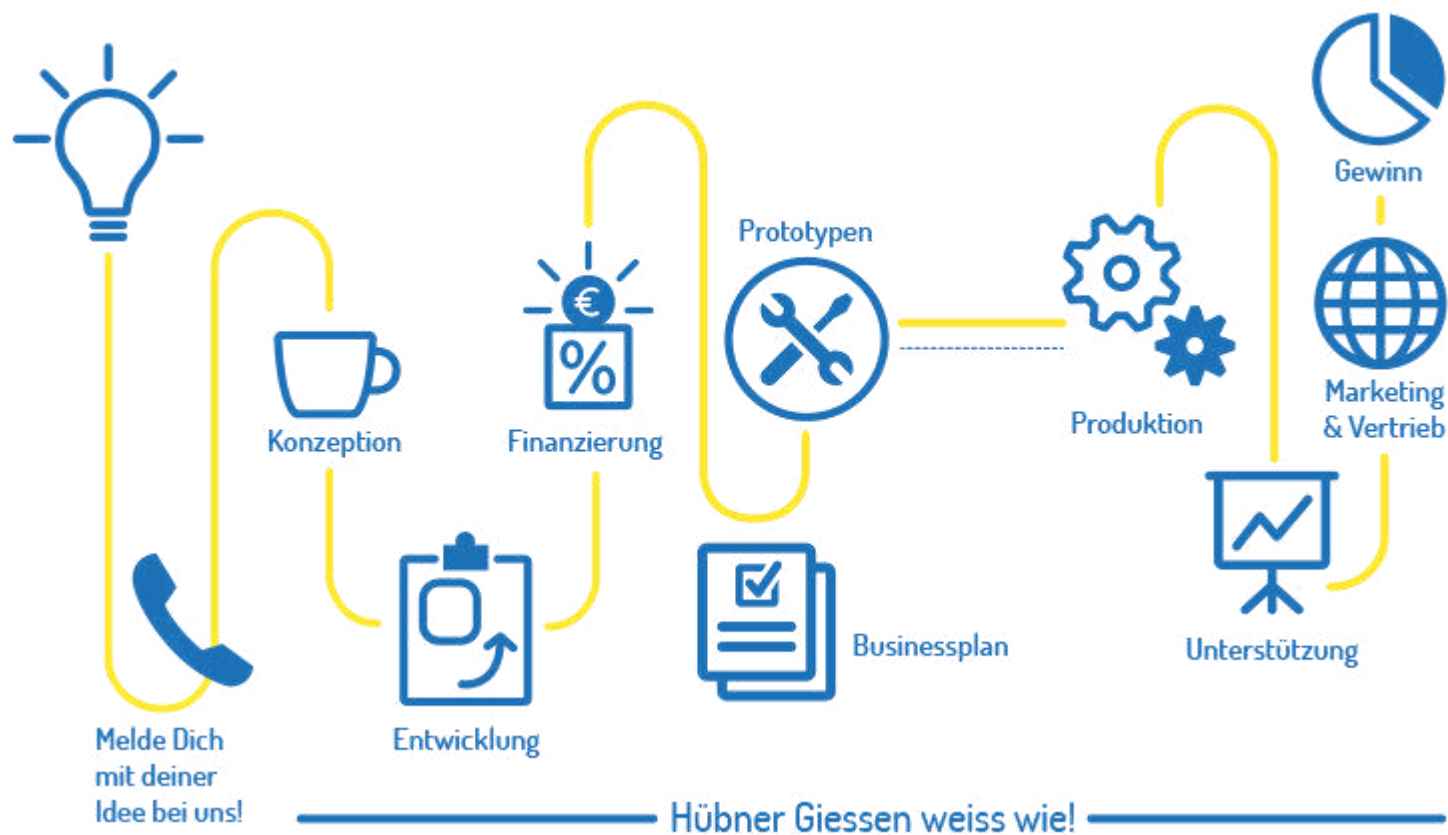 Melde Dich
mit deiner
Idee bei uns!
Konzeption
Entwicklung
€
%
Finanzierung
Businessplan
Prototypen
Produktion
Unterstützung
Marketing
& Vertrieb
Gewinn
Hübner Giessen weiss wie!